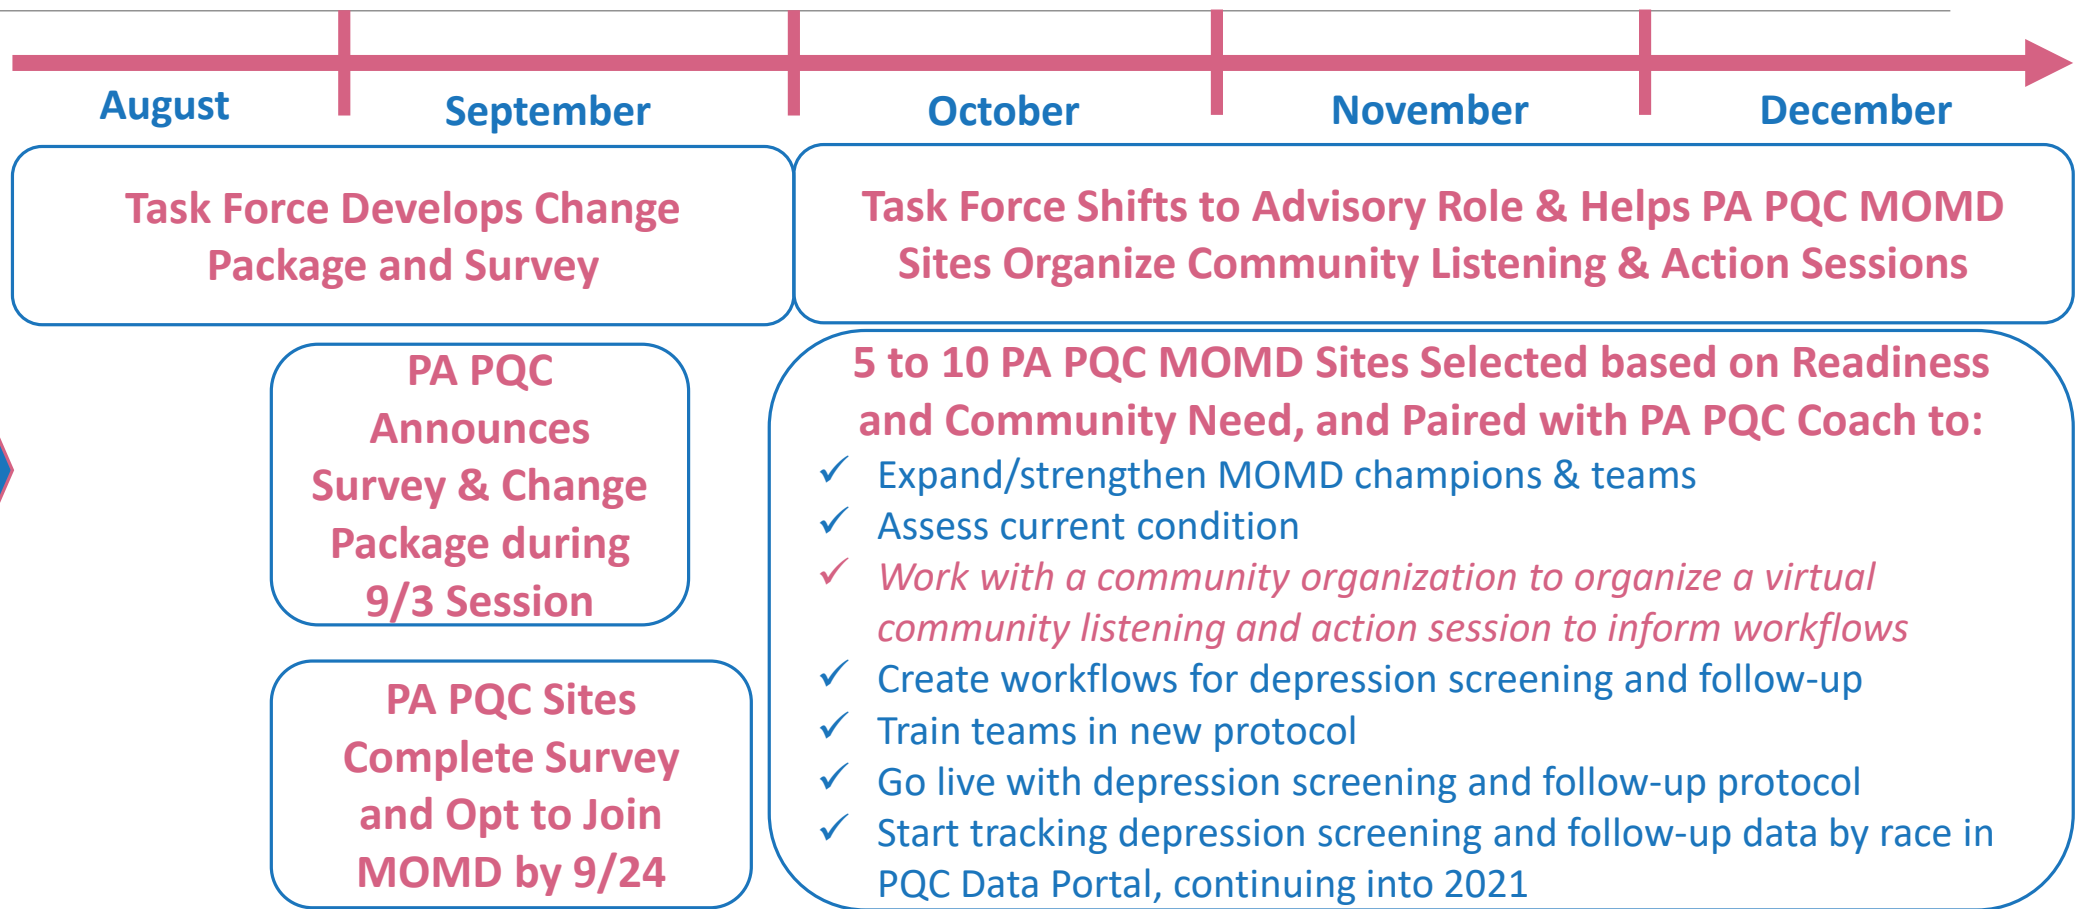 August
September
October
November
December
Task Force Develops Change
Package and Survey
Task Force Shifts to Advisory Role & Helps PA PQC MOMD
Sites Organize Community Listening & Action Sessions
PA PQC
Announces
Survey & Change
Package during
9/3 Session
PA PQC Sites
Complete Survey
and Opt to Join
MOMD by 9/24
5 to 10 PA PQC MOMD Sites Selected based on Readiness
and Community Need, and Paired with PA PQC Coach to:
✓ Expand/strengthen MOMD champions & teams
✓ Assess current condition
✓ Work with a community organization to organize a virtual
community listening and action session to inform workflows
✓ Create workflows for depression screening and follow-up
✓ Train teams in new protocol
✓ Go live with depression screening and follow-up protocol
✓ Start tracking depression screening and follow-up data by race in
PQC Data Portal, continuing into 2021